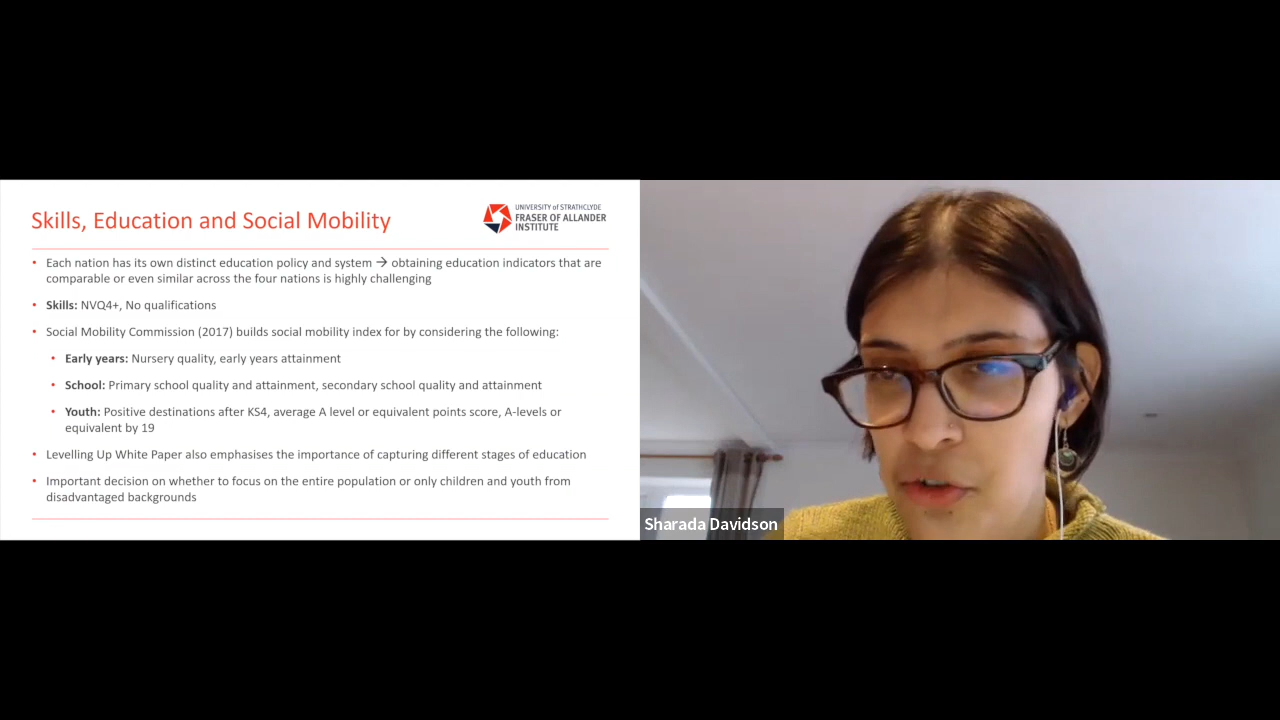 Skills, Education and Social Mobility
UNIVERSITY of STRATHCLYDE
FRASER OF ALLANDER
INSTITUTE
• Each nation has its own distinct education policy and system → obtaining education indicators that are
comparable or even similar across the four nations is highly challenging
• Skills: NVQ4+, No qualifications
• Social Mobility Commission (2017) builds social mobility index for by considering the following:
• Early years: Nursery quality, early years attainment
• School: Primary school quality and attainment, secondary school quality and attainment
• Youth: Positive destinations after KS4, average A level or equivalent points score, A-levels or
equivalent by 19
• Levelling Up White Paper also emphasises the importance of capturing different stages of education
• Important decision on whether to focus on the entire population or only children and youth from
disadvantaged backgrounds
Sharada Davidson